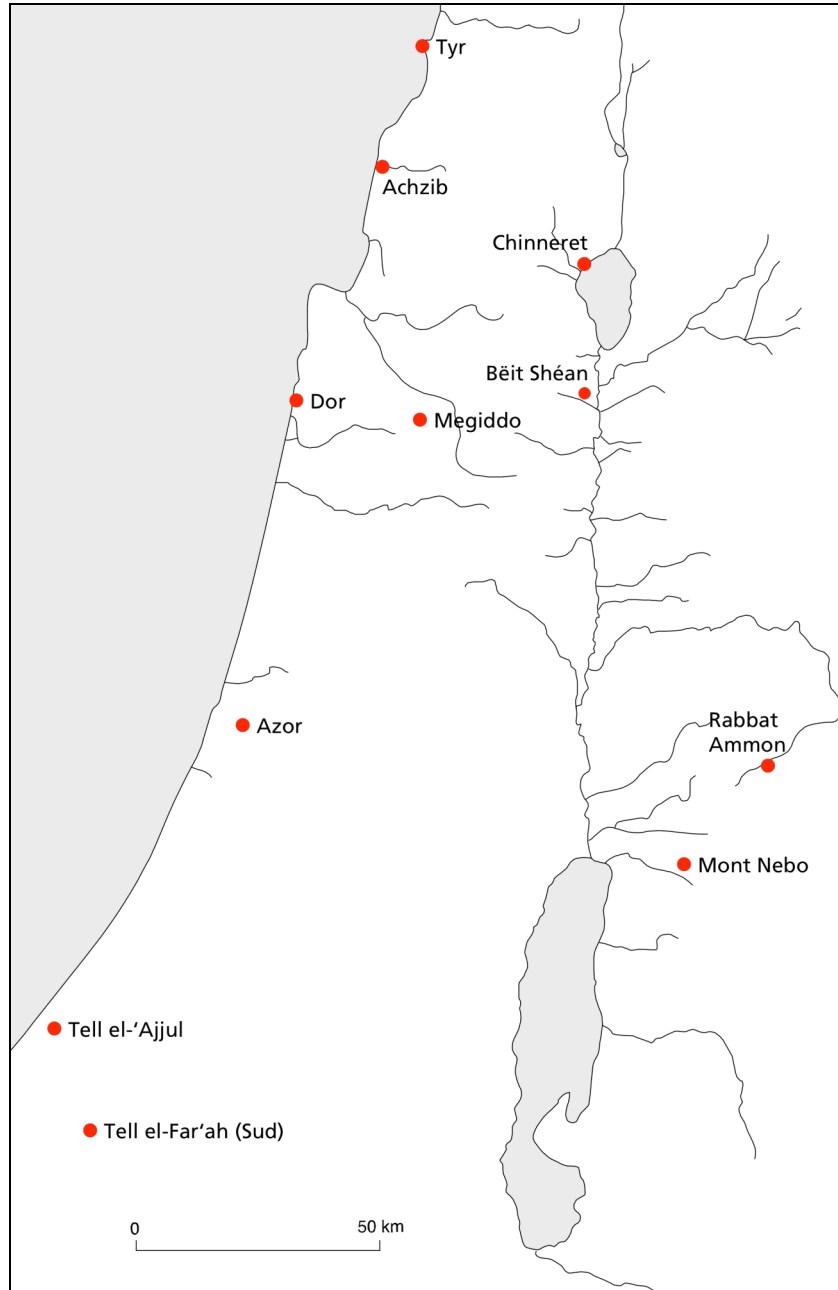 Tyr
Achzib
Chinneret
Bëit Shéan
Dor
Megiddo
Rabbat
Ammon
Azor
Mont Nebo
Tell el-‘Ajjul
Tell el-Far‘ah (Sud)
0
50 km